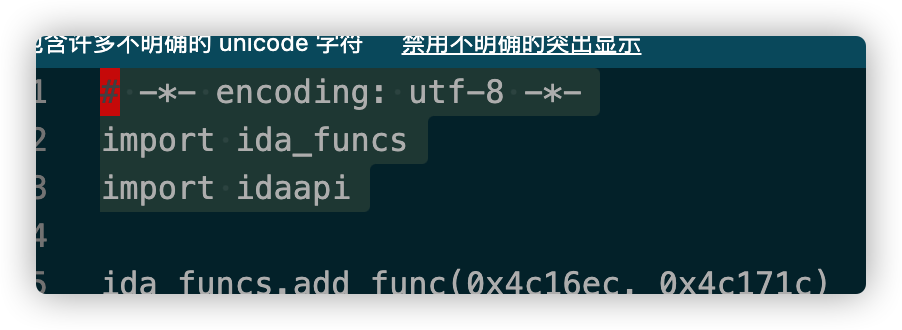 含许多不明确的 unicode 字符 禁用不明确的突出显示
1 # -*- encoding: utf-8 -*-
2 import ida_funcs
3 import idaapi
4
5 ida_funcs.add_func(0x4c16ec, 0x4c171c)